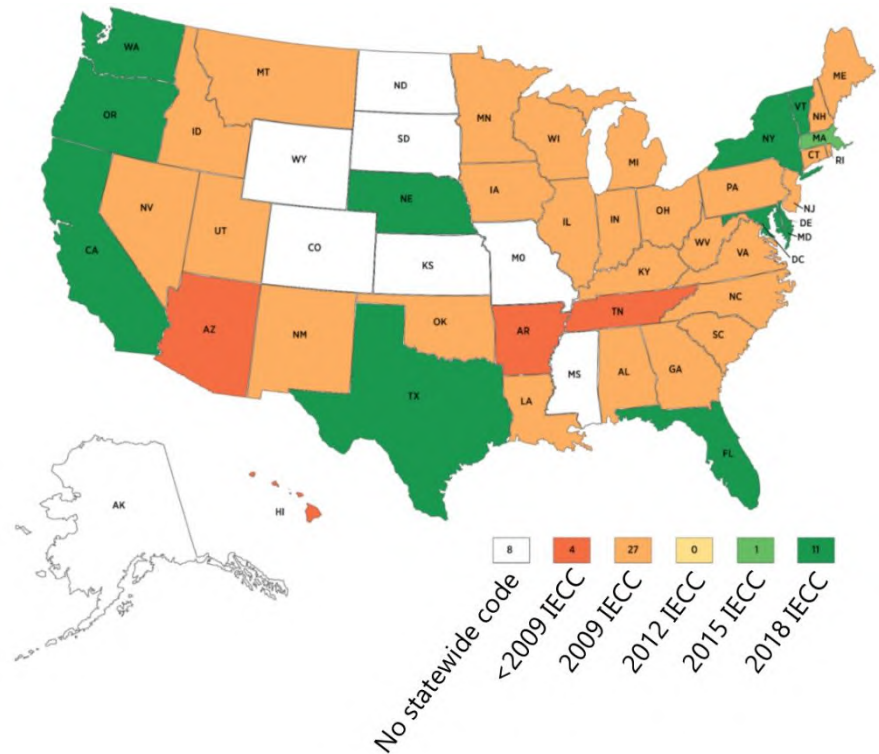 WA
OR
CA
NV
ID
MT
UT
AZ
WY
CO
NM
ND
SD
NE
KS
OK
TX
MN
IA
MO
AR
LA
WI
IL
MS
MI
IN
KY
TN
AL
OH
WV
GA
FL
PA
VA
NC
SC
NY
VT
NH
ME
MA
CT
RI
NJ
DE
MD
DC
AK
HI
8
4
27
0
1
11
No statewide code
<2009 IECC
2009 IECC
2012 IECC
2015 IECC
2018 IECC